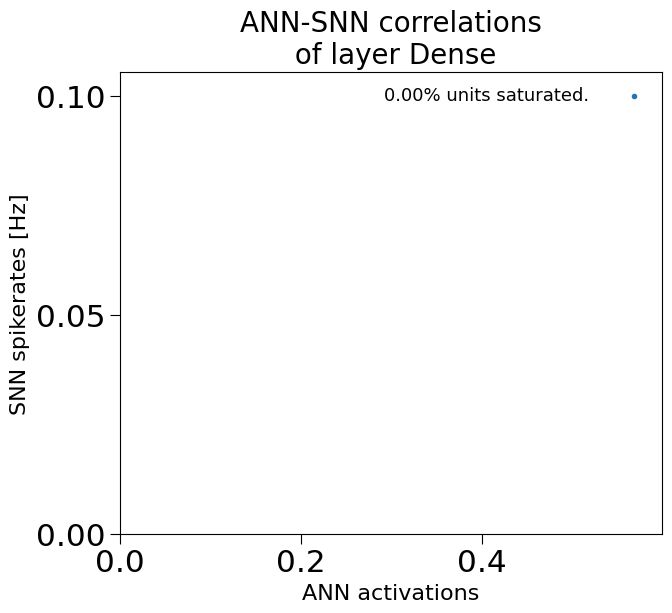 ANN-SNN correlations
of layer Dense
0.00% units saturated.
0.10
0.05
0.00
SNN spikerates [Hz]
0.0 0.2 0.4
ANN activations